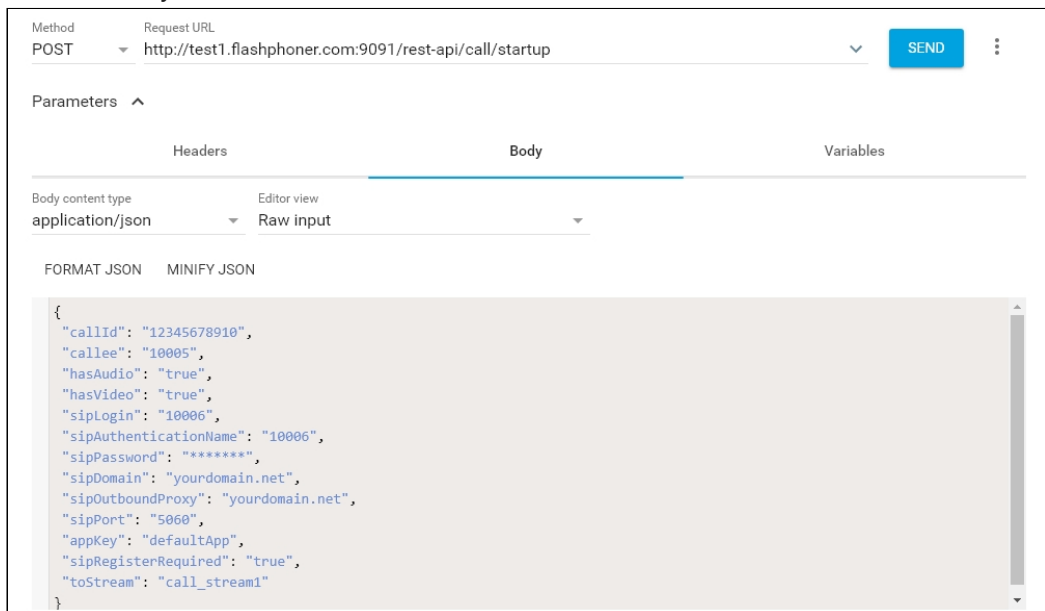 Method Request URL
POST http://test1.flashphoner.com:9091/rest-api/call/startup SEND
Parameters
Headers Body Variables
Body content type Editor view
application/json Raw input
FORMAT JSON MINIFY JSON
{
"callId": "12345678910",
"callee": "10005",
"hasAudio": "true",
"hasVideo": "true",
"sipLogin": "10006",
"sipAuthenticationName": "10006",
"sipPassword": "*******",
"sipDomain": "yourdomain.net",
"sipOutboundProxy": "yourdomain.net",
"sipPort": "5060",
"appKey": "defaultApp",
"sipRegisterRequired": "true",
"toStream": "call_stream1"
}